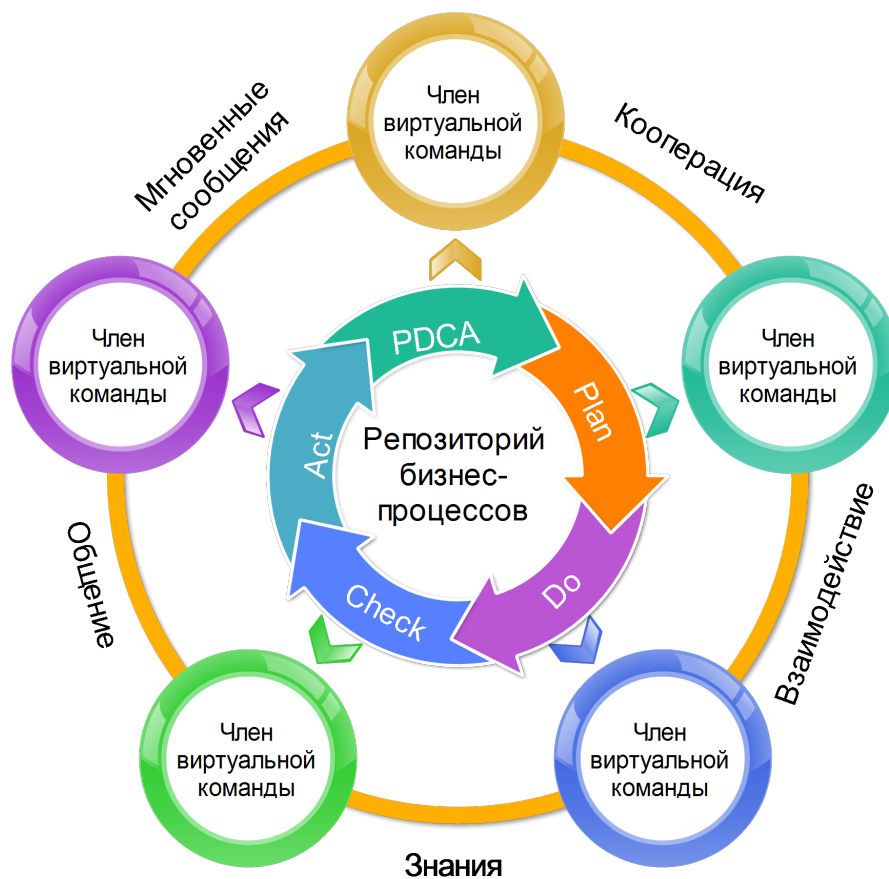 Член
виртуальной
команды
Мгновенные
сообщения
Кооперация
Член
виртуальной
команды
Член
виртуальной
команды
PDCA
Plan
Do
Check
Act
Репозиторий
бизнес-
процессов
Общение
Взаимодействие
Член
виртуальной
команды
Член
виртуальной
команды
Знания